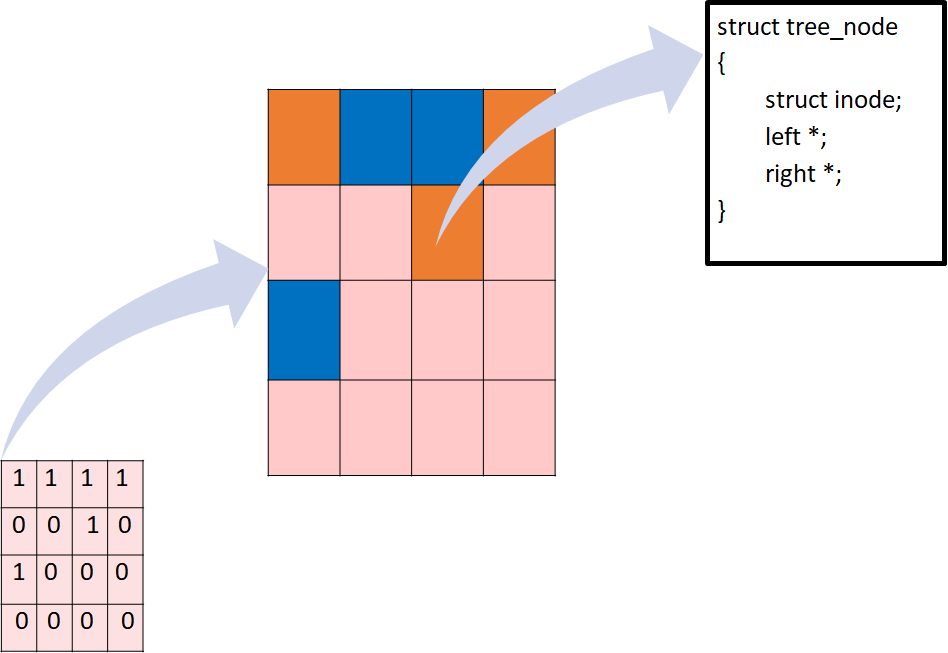 struct tree_node
{
struct inode;
left *;
right *;
}
1 1 1 1
0 0 1 0
1 0 0 0
0 0 0 0